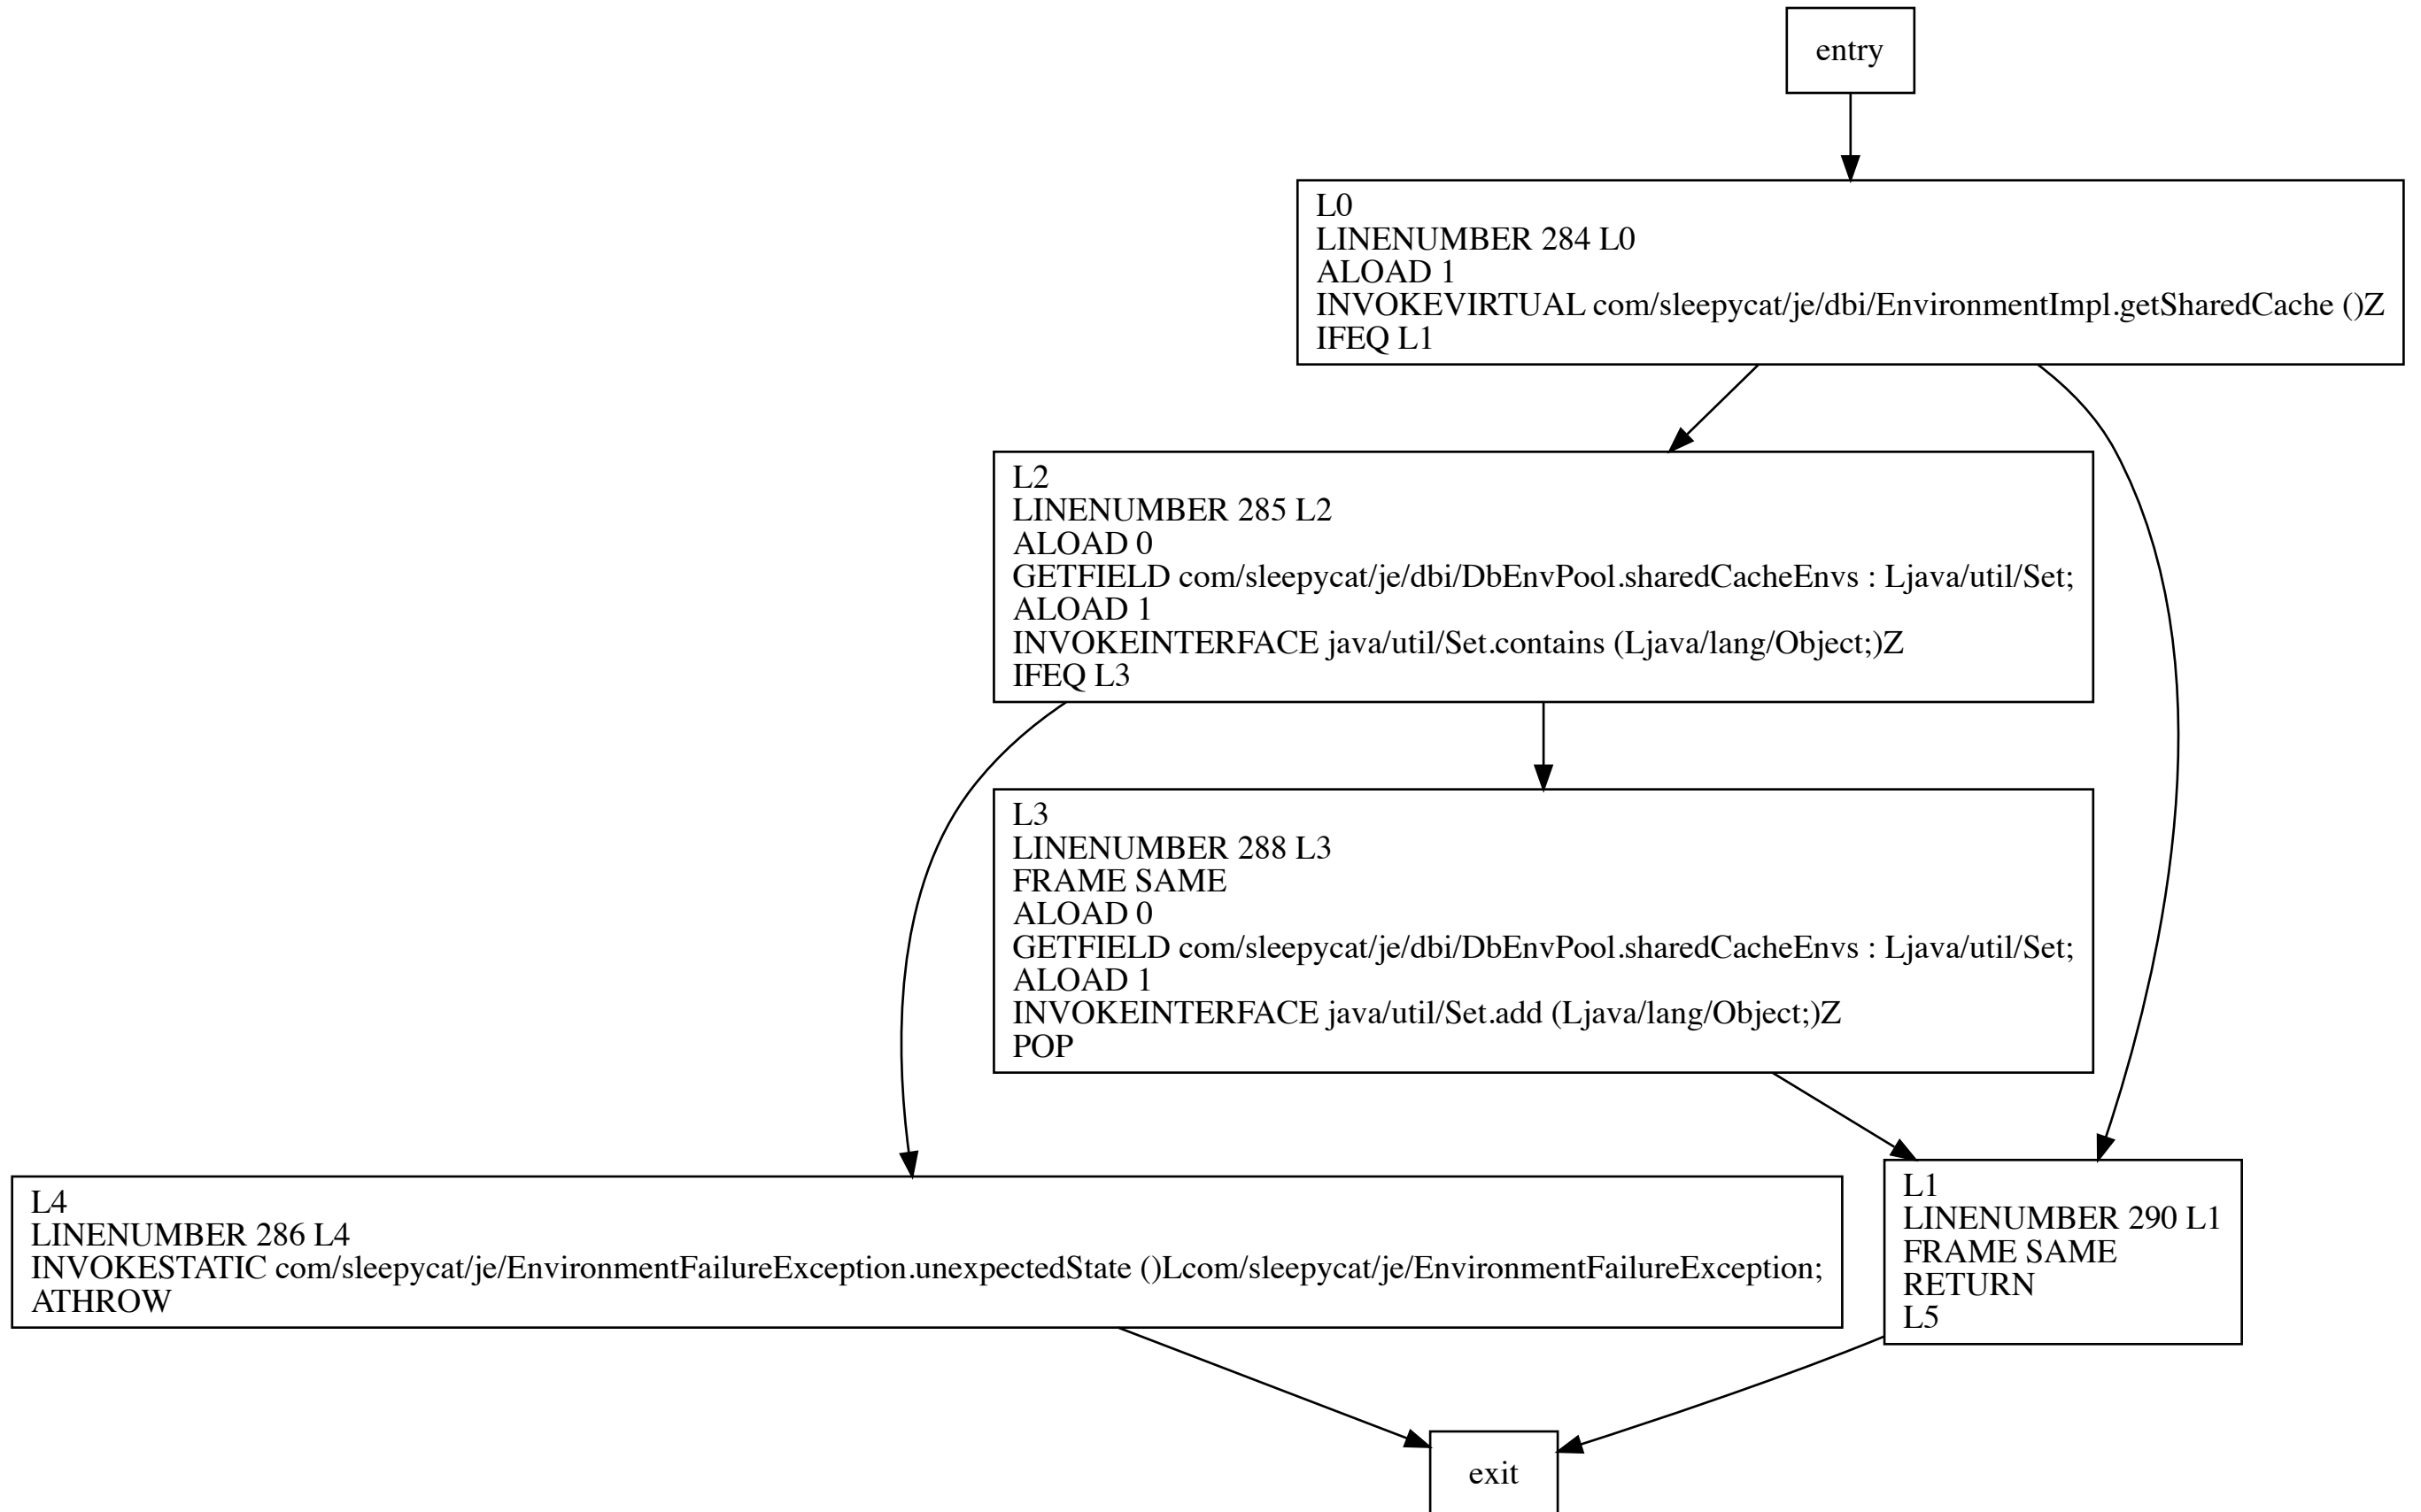 entry
L0
LINENUMBER 284 L0
ALOAD 1
INVOKEVIRTUAL com/sleepycat/je/dbi/EnvironmentImpl.getSharedCache ()Z
IFEQ L1
L2
LINENUMBER 285 L2
ALOAD 0
GETFIELD com/sleepycat/je/dbi/DbEnvPool.sharedCacheEnvs : Ljava/util/Set;
ALOAD 1
INVOKEINTERFACE java/util/Set.contains (Ljava/lang/Object;)Z
IFEQ L3
L3
LINENUMBER 288 L3
FRAME SAME
ALOAD 0
GETFIELD com/sleepycat/je/dbi/DbEnvPool.sharedCacheEnvs : Ljava/util/Set;
ALOAD 1
INVOKEINTERFACE java/util/Set.add (Ljava/lang/Object;)Z
POP
L4
LINENUMBER 286 L4
INVOKESTATIC com/sleepycat/je/EnvironmentFailureException.unexpectedState ()Lcom/sleepycat/je/EnvironmentFailureException;
ATHROW
L1
LINENUMBER 290 L1
FRAME SAME
RETURN
L5
exit